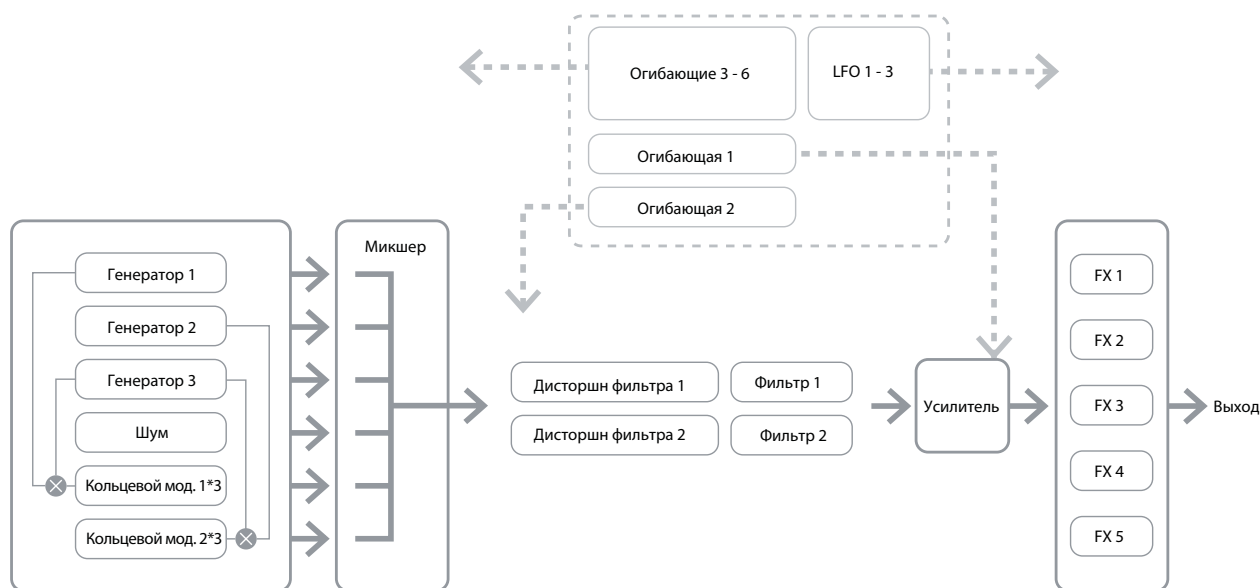 Огибающие 3 - 6
LFO 1 - 3
Огибающая 1
Огибающая 2
Генератор 1
Генератор 2
Генератор 3
Шум
Кольцевой мод. 1*3
Кольцевой мод. 2*3
Микшер
Дисторшн фильтра 1
Фильтр 1
Дисторшн фильтра 2
Фильтр 2
Усилитель
FX 1
FX 2
FX 3
FX 4
FX 5
Выход